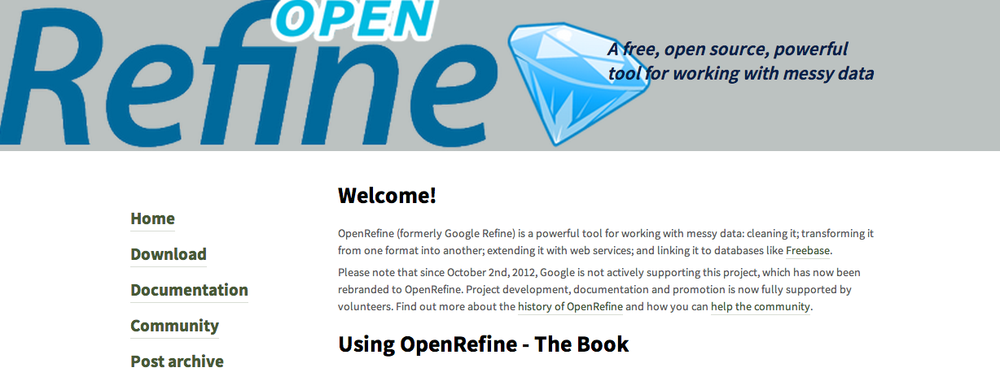 OPEN
Refine
A free, open source, powerful
tool for working with messy data
Home
Download
Documentation
Community
Post archive
Welcome!
OpenRefine (formerly Google Refine) is a powerful tool for working with messy data: cleaning it; transforming it
from one format into another; extending it with web services; and linking it to databases like Freebase.
Please note that since October 2nd, 2012, Google is not actively supporting this project, which has now been
rebranded to OpenRefine. Project development, documentation and promotion is now fully supported by
volunteers. Find out more about the history of OpenRefine and how you can help the community.
Using OpenRefine - The Book